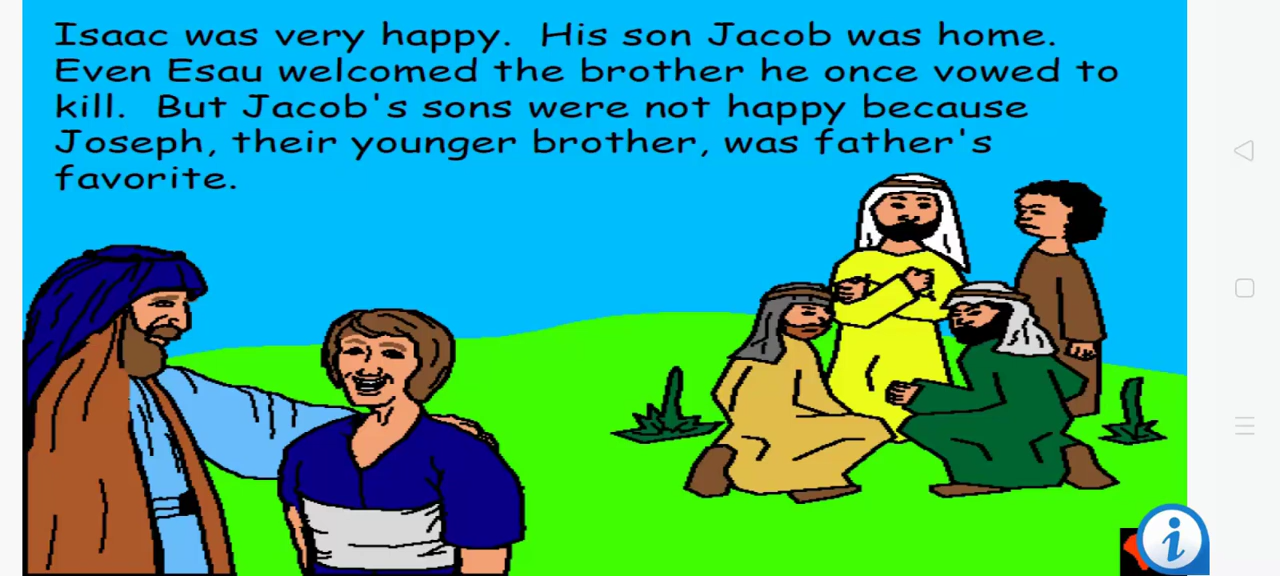 Isaac was very happy.  His son Jacob was home.
Even Esau welcomed the brother he once vowed to
kill.  But Jacob's sons were not happy because
Joseph, their younger brother, was father's
favorite.